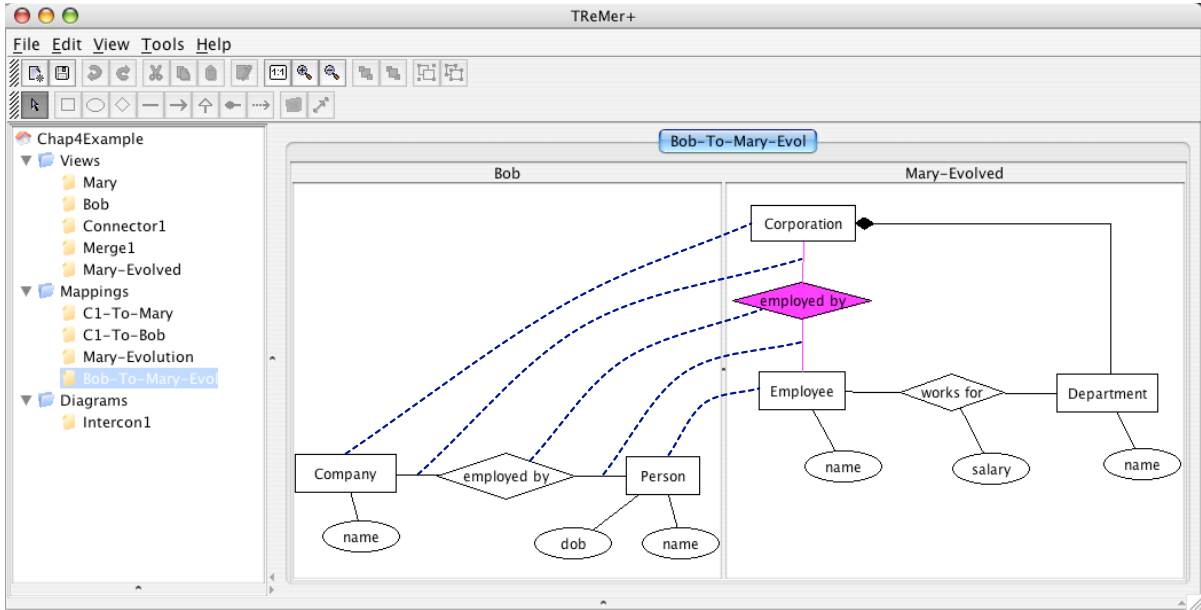 TReMer+
File Edit View Tools Help
1:1
Chap4Example
Views
Mary
Bob
Connector1
Merge1
Mary-Evolved
Mappings
C1-To-Mary
C1-To-Bob
Mary-Evolution
Bob-To-Mary-Evol
Diagrams
Intercon1
Bob-To-Mary-Evol
Bob
Company
employed by
Person
name
dob
name
Mary-Evolved
Corporation
employed by
Employee
works for
Department
name
salary
name